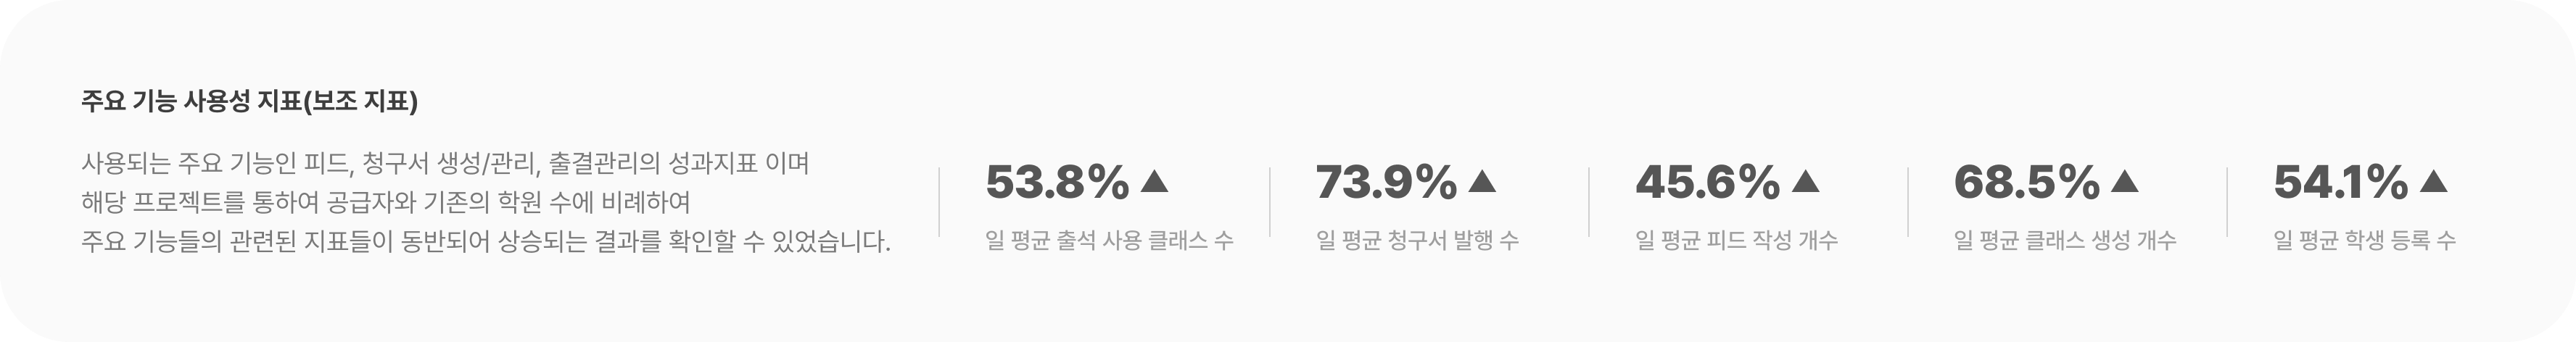 주요 기능 사용성 지표(보조 지표)
사용되는 주요 기능인 피드, 청구서 생성/관리, 출결관리의 성과지표 이며
해당 프로젝트를 통하여 공급자와 기존의 학원 수에 비례하여
주요 기능들의 관련된 지표들이 동반되어 상승되는 결과를 확인할 수 있었습니다.
53.8% ▲
일 평균 출석 사용 클래스 수
73.9% ▲
일 평균 청구서 발행 수
45.6% ▲
일 평균 피드 작성 개수
68.5% ▲
일 평균 클래스 생성 개수
54.1% ▲
일 평균 학생 등록 수